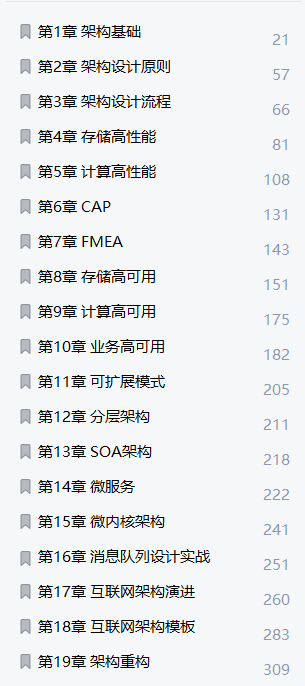 第1章 架构基础 21
第2章 架构设计原则 57
第3章 架构设计流程 66
第4章 存储高性能 81
第5章 计算高性能 108
第6章 CAP 131
第7章 FMEA 143
第8章 存储高可用 151
第9章 计算高可用 175
第10章 业务高可用 182
第11章 可扩展模式 205
第12章 分层架构 211
第13章 SOA架构 218
第14章 微服务 222
第15章 微内核架构 241
第16章 消息队列设计实战 251
第17章 互联网架构演进 260
第18章 互联网架构模板 283
第19章 架构重构 309